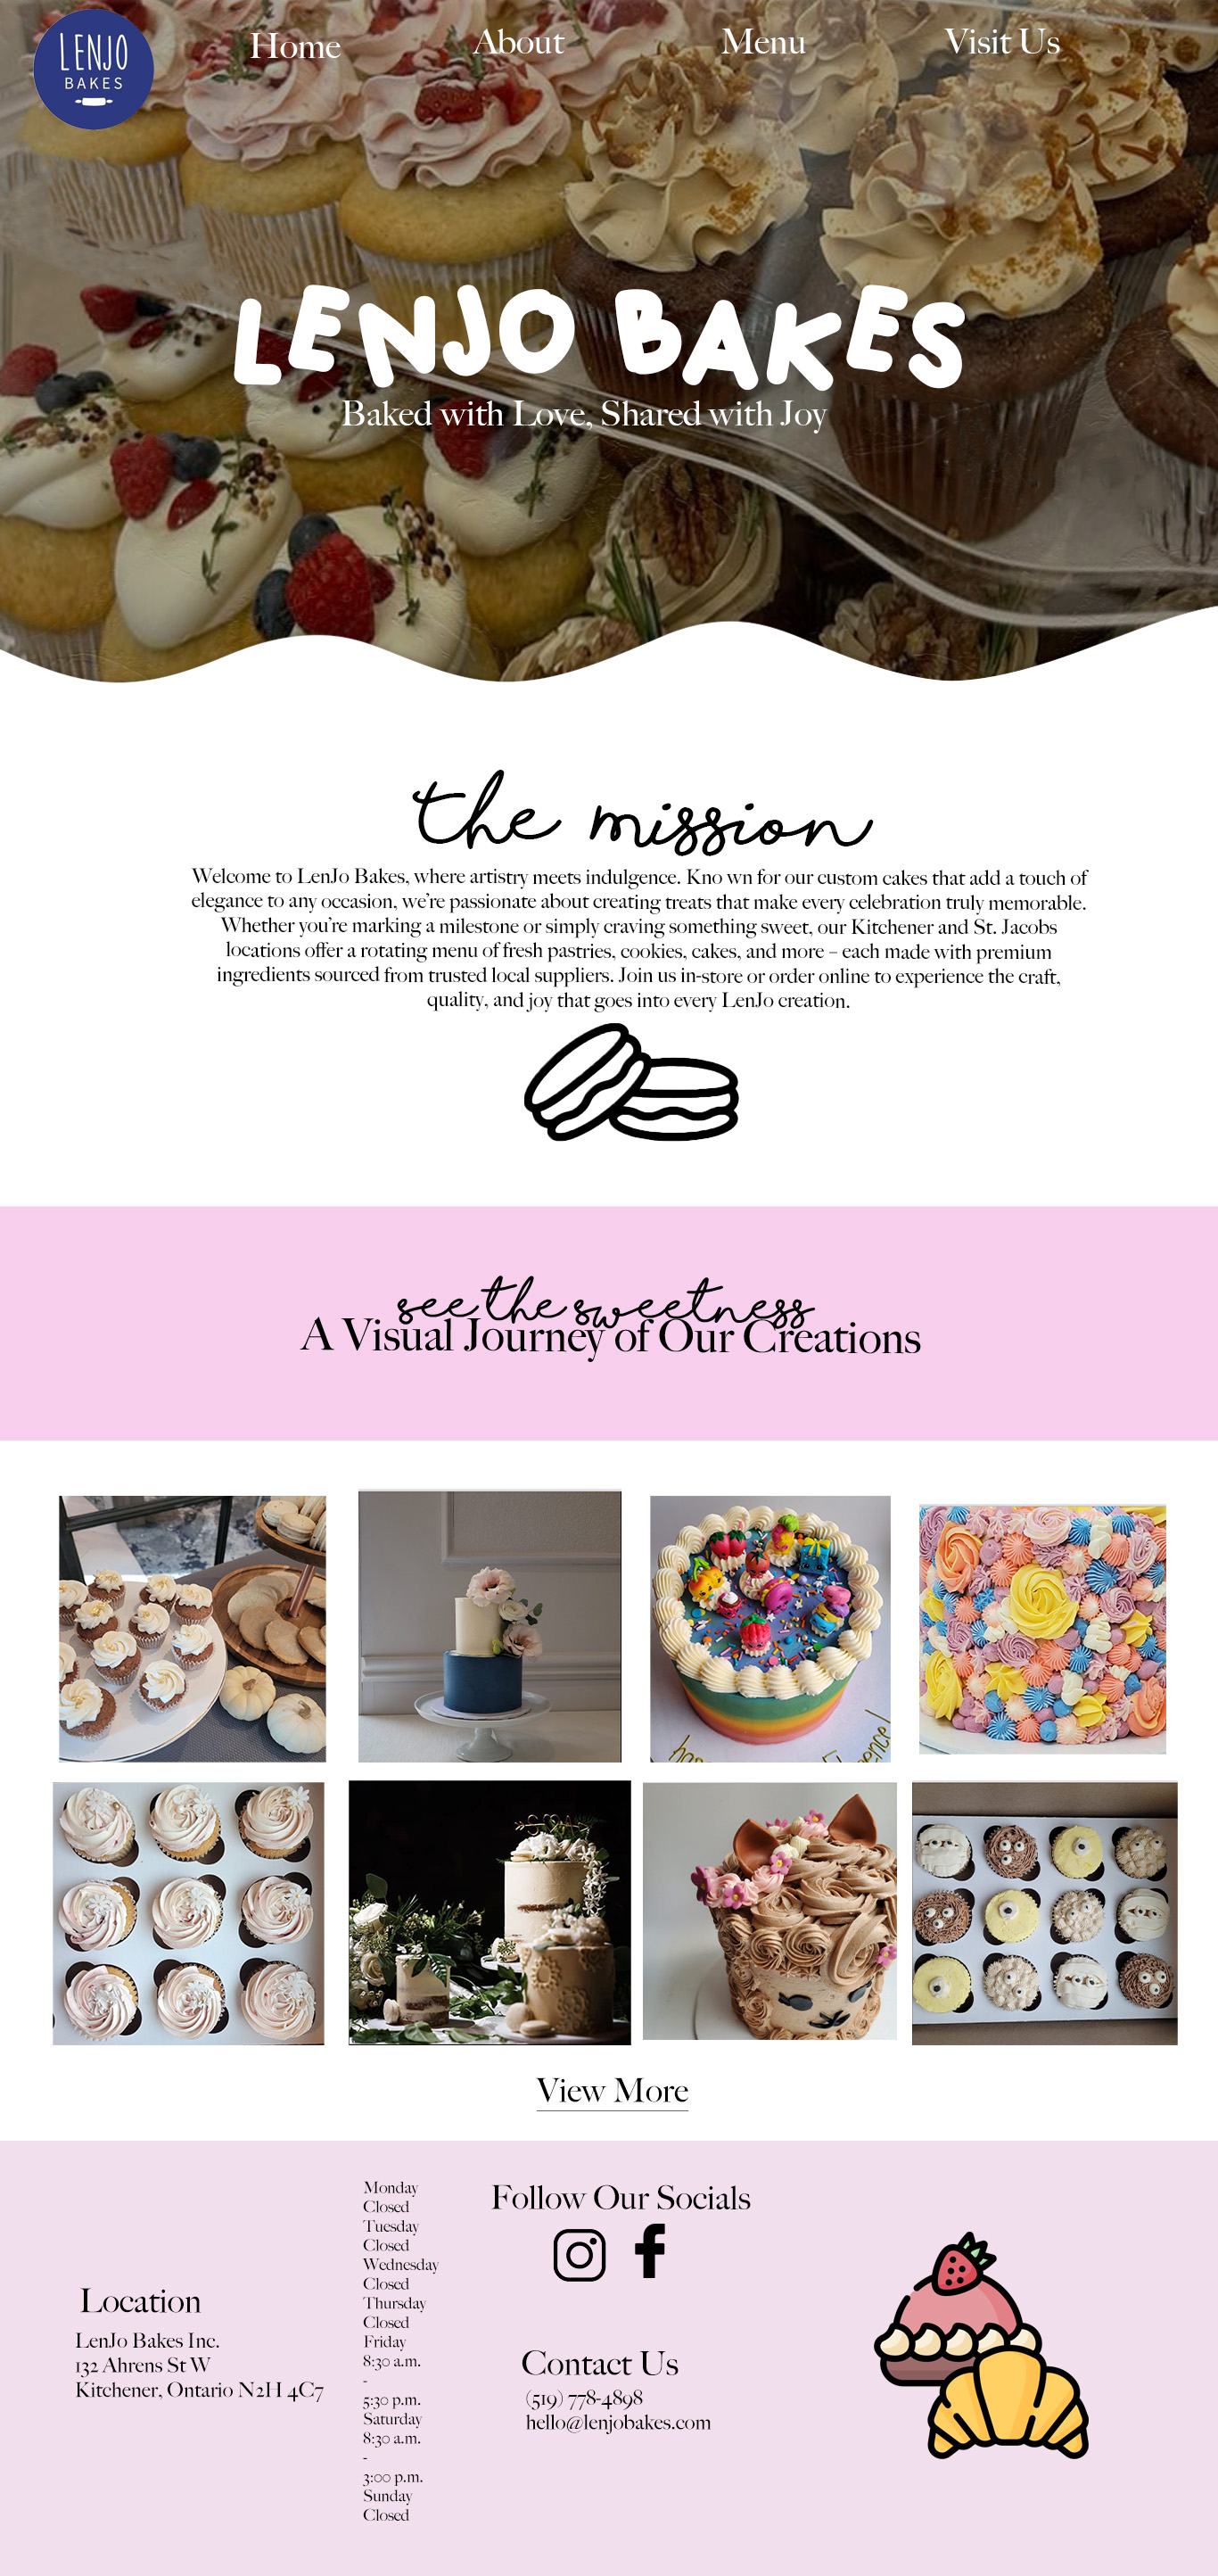 LENJO
BAKES
Home
About
Menu
Visit Us
LENJO BAKES
Baked with Love, Shared with Joy
the mission
Welcome to LenJo Bakes, where artistry meets indulgence. Kno wn for our custom cakes that add a touch of
elegance to any occasion, we're passionate about creating treats that make every celebration truly memorable.
Whether you're marking a milestone or simply craving something sweet, our Kitchener and St. Jacobs
locations offer a rotating menu of fresh pastries, cookies, cakes, and more – each made with premium
ingredients sourced from trusted local suppliers. Join us in-store or order online to experience the craft,
quality, and joy that goes into every LenJo creation.
see the sweetness
A Visual Journey of Our Creations
View More
Location
LenJo Bakes Inc.
132 Ahrens St W
Kitchener, Ontario N2H 4C7
Monday
Closed
Tuesday
Closed
Wednesday
Closed
Thursday
Closed
Friday
8:30 a.m.
-
5:30 p.m.
Saturday
8:30 a.m.
-
3:00 p.m.
Sunday
Closed
Follow Our Socials
Contact Us
(519) 778-4898
hello@lenjobakes.com